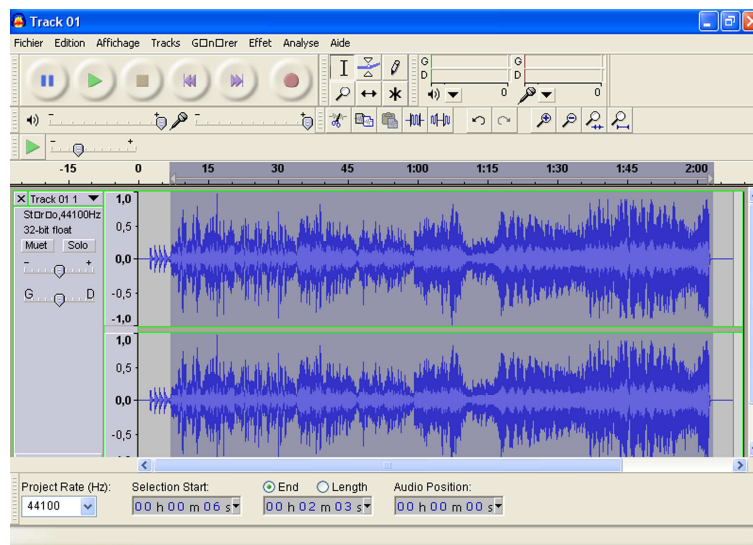 Track 01
Fichier Edition Affichage Tracks G□n□rer Effet Analyse Aide
G G
D 0 D 0
-15 0 15 30 45 1:00 1:15 1:30 1:45 2:00
Track 01 1 1,0
St□r□o,44100Hz
32-bit float 0,5
Muet Solo
- + 0,0
G D -0,5
-1,0
1,0
0,5
0,0
-0,5
Project Rate (Hz): Selection Start: End Length Audio Position:
44100 00 h 00 m 06 s 00 h 02 m 03 s 00 h 00 m 00 s